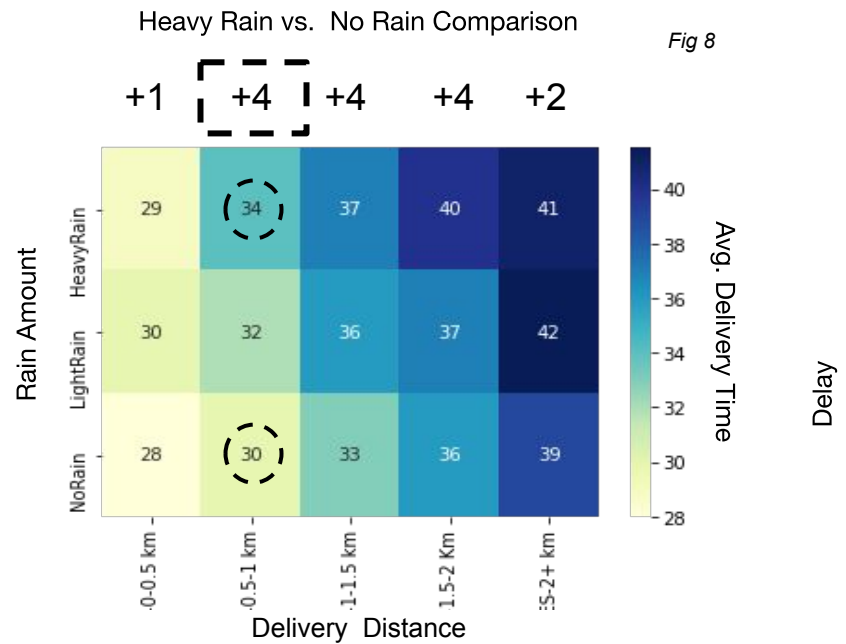 Heavy Rain vs. No Rain Comparison
Fig 8
+1 +4 +4 +4 +2
HeavyRain 29 34 37 40 41
LightRain 30 32 36 37 42
NoRain 28 30 33 36 39
Rain Amount
40
38
36
34
32
30
28
Avg. Delivery Time
Delay
0-0.5 km
0.5-1 km
1-1.5 km
1.5-2 Km
S-2+ km
Delivery Distance